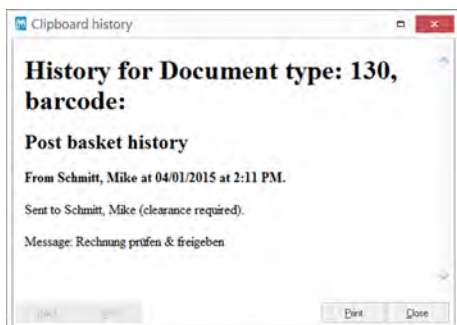 Clipboard history
History for Document type: 130,
barcode:
Post basket history
From Schmitt, Mike at 04/01/2015 at 2:11 PM.
Sent to Schmitt, Mike (clearance required).
Message: Rechnung prüfen & freigeben
Print Close